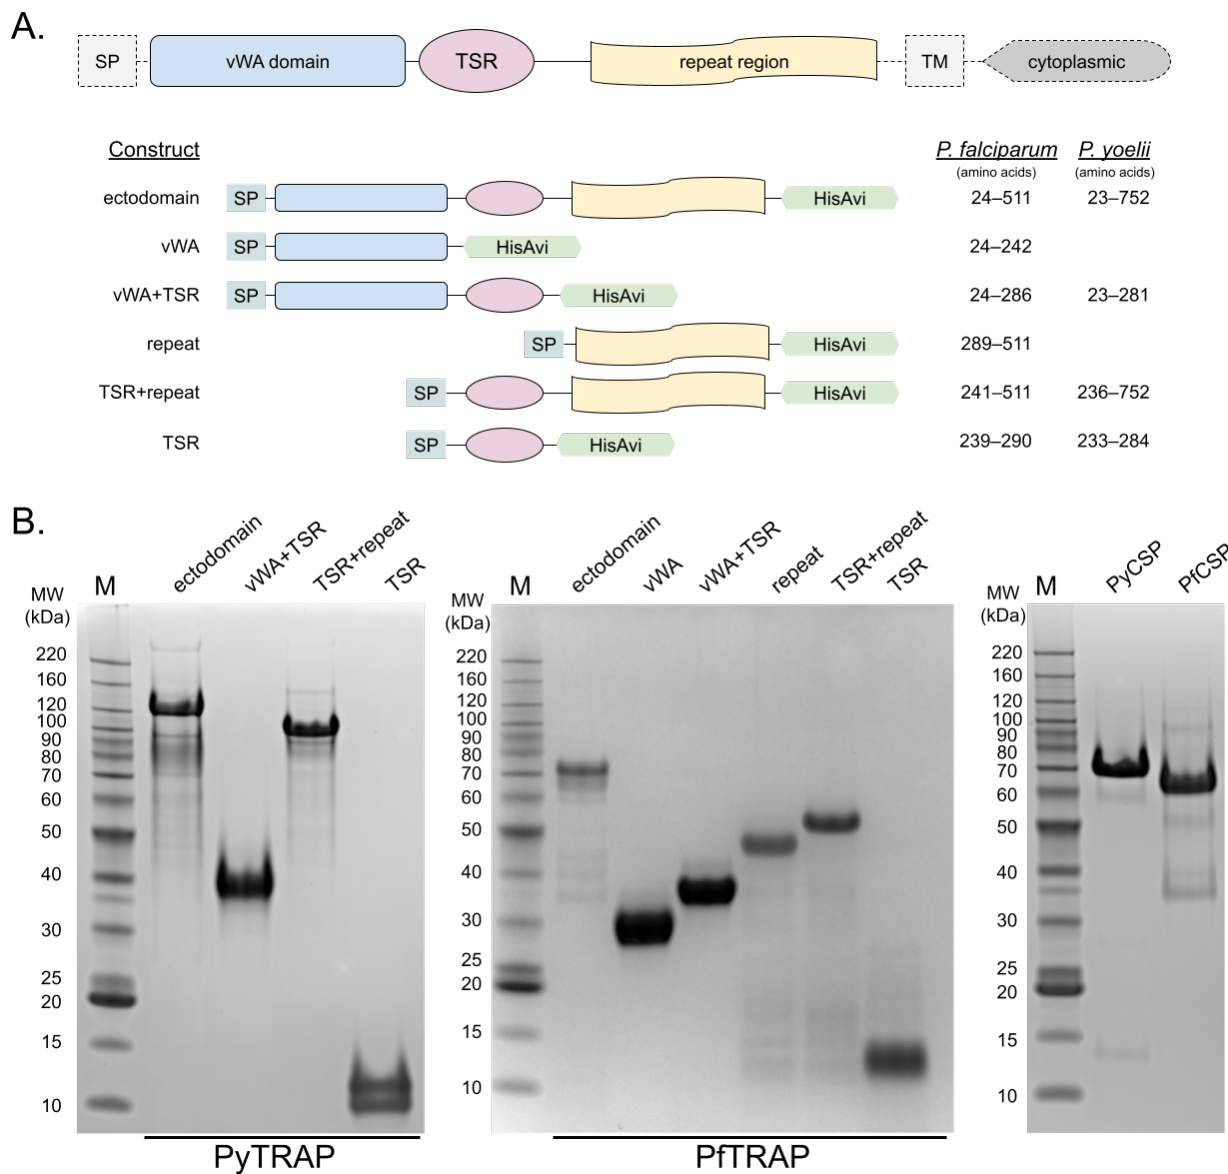 A.
SP vWA domain TSR repeat region TM cytoplasmic
Construct P. falciparum P. yoelii
(amino acids) (amino acids)
ectodomain SP HisAvi 24–511 23–752
vWA SP HisAvi 24–242
vWA+TSR SP HisAvi 24–286 23–281
repeat SP HisAvi 289–511
TSR+repeat SP HisAvi 241–511 236–752
TSR SP HisAvi 239–290 233–284
B.
MW
(kDa)
M
ectodomain
vWA+TSR
TSR+repeat
TSR
220
160
120
100
90
80
70
60
50
40
30
25
20
15
10
PyTRAP
MW
(kDa)
M
ectodomain
vWA
vWA+TSR
repeat
TSR+repeat
TSR
220
160
120
100
90
80
70
60
50
40
30
25
20
15
10
PfTRAP
MW
(kDa)
M
PyCSP
PfCSP
220
160
120
100
90
80
70
60
50
40
30
25
20
15
10